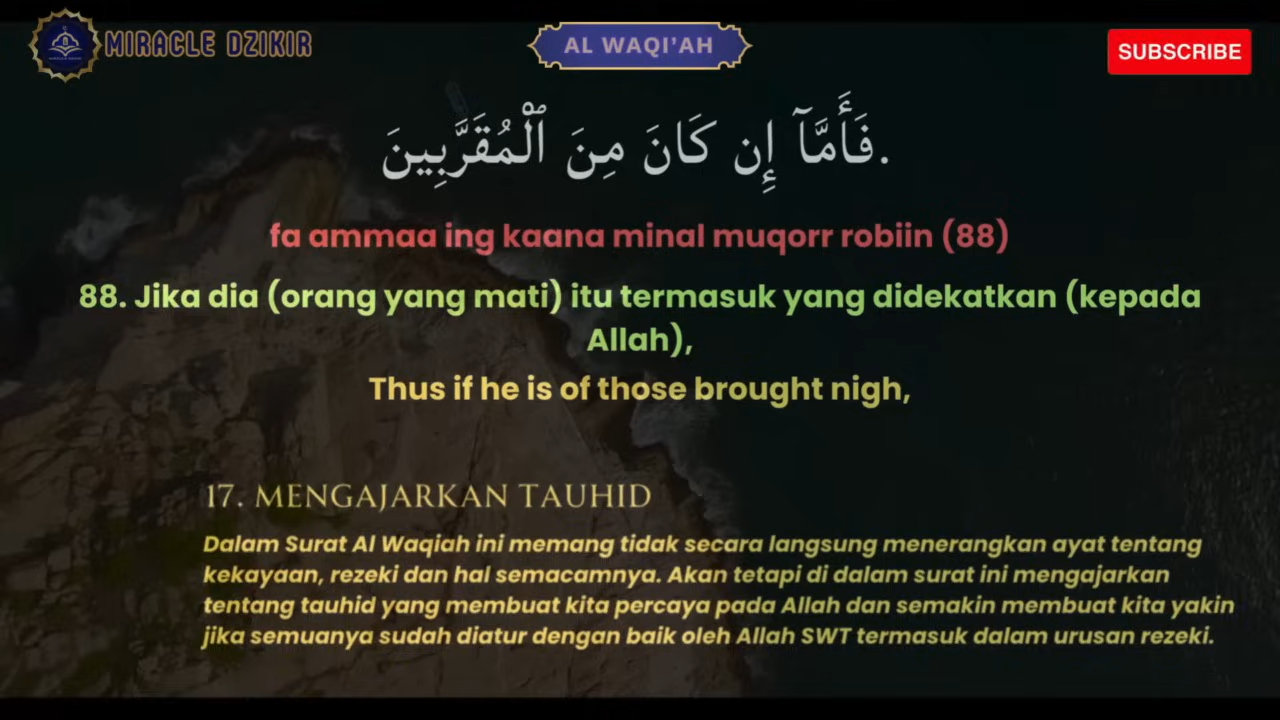 MIRACLE DZIKIR
AL WAQI'AH
SUBSCRIBE
فَأَمَّآ إِن كَانَ مِنَ ٱلْمُقَرَّبِينَ.
fa ammaa ing kaana minal muqorr robiin (88)
88. Jika dia (orang yang mati) itu termasuk yang didekatkan (kepada
Allah),
Thus if he is of those brought nigh,
17. MENGAJARKAN TAUHID
Dalam Surat Al Waqiah ini memang tidak secara langsung menerangkan ayat tentang
kekayaan, rezeki dan hal semacamnya. Akan tetapi di dalam surat ini mengajarkan
tentang tauhid yang membuat kita percaya pada Allah dan semakin membuat kita yakin
jika semuanya sudah diatur dengan baik oleh Allah SWT termasuk dalam urusan rezeki.